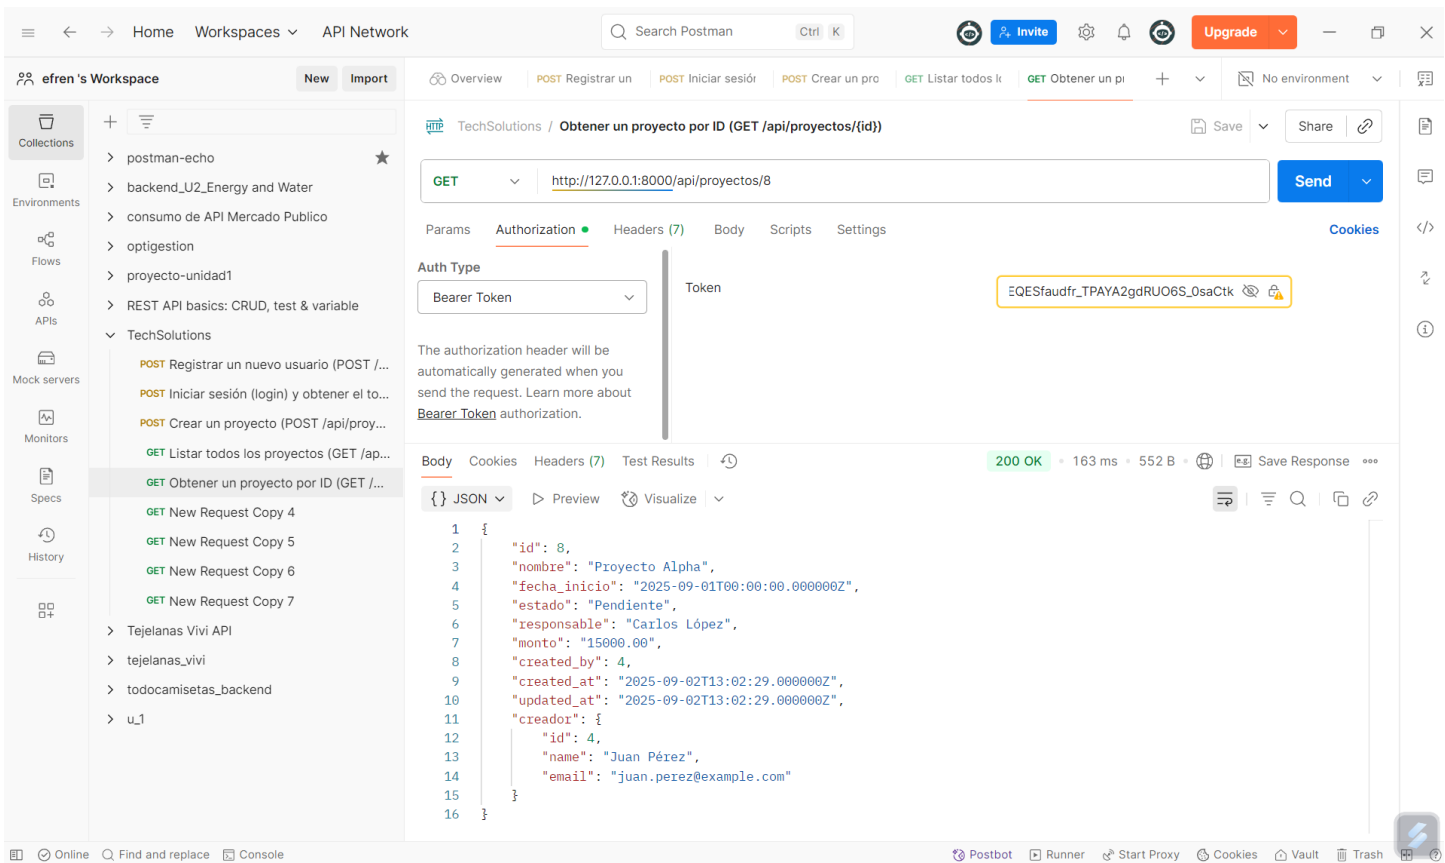 Home Workspaces API Network Search Postman Ctrl K Invite Upgrade
efren 's Workspace New Import Overview POST Registrar un POST Iniciar sesión POST Crear un pro GET Listar todos lo GET Obtener un pr No environment
Collections
Environments
Flows
APIs
Mock servers
Monitors
Specs
History
postman-echo
backend_U2_Energy and Water
consumo de API Mercado Publico
optigestion
proyecto-unidad1
REST API basics: CRUD, test & variable
TechSolutions
POST Registrar un nuevo usuario (POST /...
POST Iniciar sesión (login) y obtener el to...
POST Crear un proyecto (POST /api/proy...
GET Listar todos los proyectos (GET /ap...
GET Obtener un proyecto por ID (GET /...
GET New Request Copy 4
GET New Request Copy 5
GET New Request Copy 6
GET New Request Copy 7
Tejelanas Vivi API
tejelanas_vivi
todocamisetas_backend
u_1
HTTP TechSolutions / Obtener un proyecto por ID (GET /api/proyectos/{id}) Save Share
GET http://127.0.0.1:8000/api/proyectos/8 Send
Params Authorization Headers (7) Body Scripts Settings Cookies
Auth Type
Bearer Token
The authorization header will be
automatically generated when you
send the request. Learn more about
Bearer Token authorization.
Token EQESfaudfr_TPAYA2gdRUO6S_0saCtk
Body Cookies Headers (7) Test Results 200 OK • 163 ms • 552 B e.g. Save Response
{} JSON Preview Visualize
1 {
2 "id": 8,
3 "nombre": "Proyecto Alpha",
4 "fecha_inicio": "2025-09-01T00:00:00.000000Z",
5 "estado": "Pendiente",
6 "responsable": "Carlos López",
7 "monto": "15000.00",
8 "created_by": 4,
9 "created_at": "2025-09-02T13:02:29.000000Z",
10 "updated_at": "2025-09-02T13:02:29.000000Z",
11 "creador": {
12 "id": 4,
13 "name": "Juan Pérez",
14 "email": "juan.perez@example.com"
15 }
16 }
Online Find and replace Console Postbot Runner Start Proxy Cookies Vault Trash